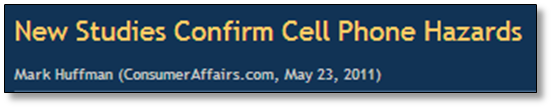 New Studies Confirm Cell Phone Hazards
Mark Huffman (ConsumerAffairs.com, May 23, 2011)